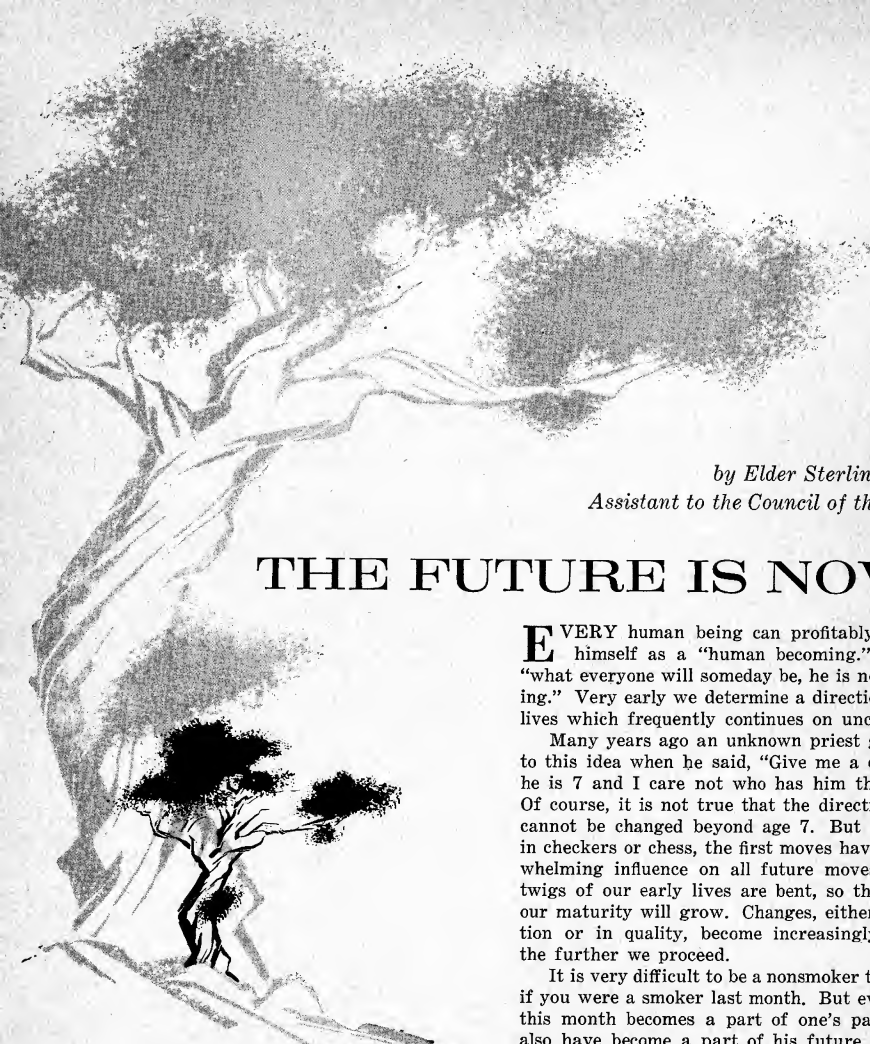 by Elder Sterlin
Assistant to the Council of th
THE FUTURE IS NOW
EVERY human being can profitably
himself as a “human becoming.”
“what everyone will someday be, he is n
ing.” Very early we determine a directi
lives which frequently continues on unc
Many years ago an unknown priest
to this idea when he said, “Give me a
he is 7 and I care not who has him th
Of course, it is not true that the direct
cannot be changed beyond age 7. But
in checkers or chess, the first moves hav
whelming influence on all future move
twigs of our early lives are bent, so th
our maturity will grow. Changes, either
tion or in quality, become increasingly
the further we proceed.
It is very difficult to be a nonsmoker t
if you were a smoker last month. But ev
this month becomes a part of one’s pa
also have become a part of his future